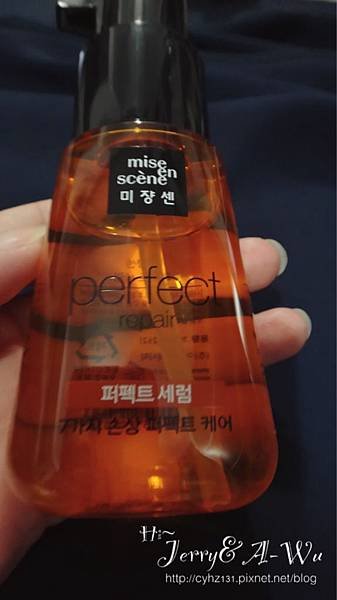 mise
en
scène
미쟝센
perfect
repair
퍼펙트 세럼
7가지 손상 퍼펙트 케어
Hi~
Jerry& A-Wu
http://cyhz131.pixnet.net/blog